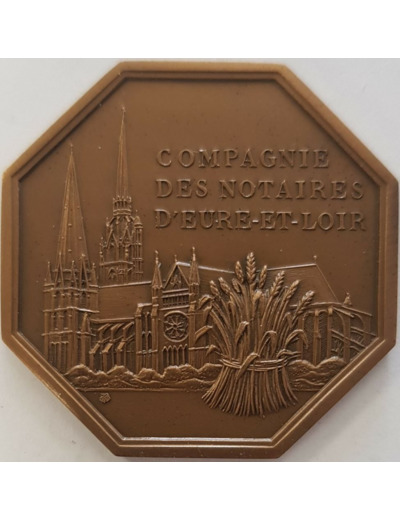 COMPAGNIE
DES NOTAIRES
D'EURE-ET-LOIR